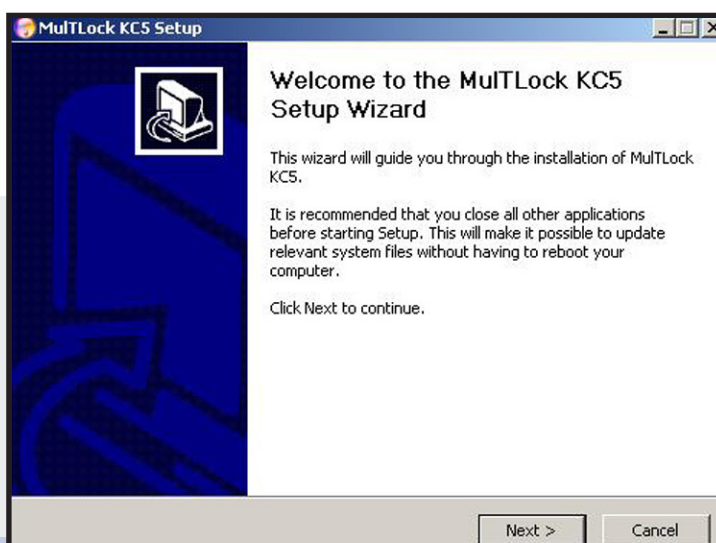 MulTLock KC5 Setup
Welcome to the MulTLock KC5
Setup Wizard
This wizard will guide you through the installation of MulTLock
KC5.
It is recommended that you close all other applications
before starting Setup. This will make it possible to update
relevant system files without having to reboot your
computer.
Click Next to continue.
Next >
Cancel